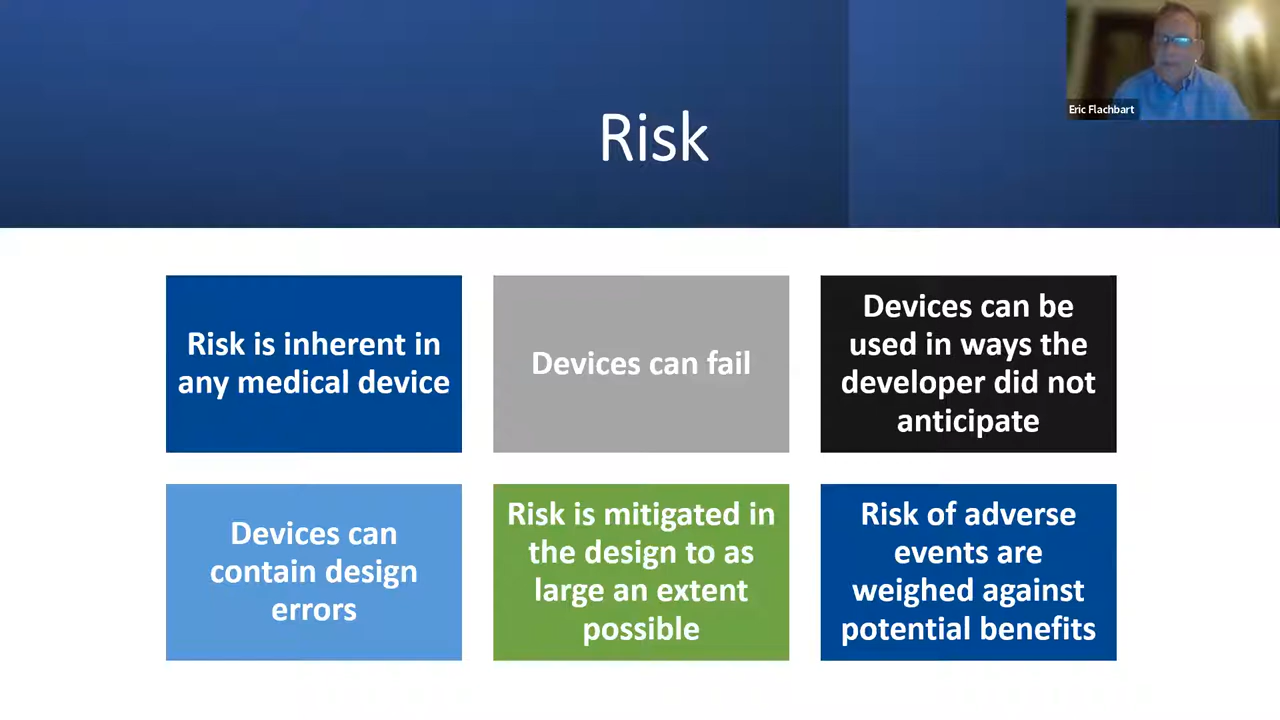 Eric Flachbart
Risk
Risk is inherent in
any medical device
Devices can fail
Devices can be
used in ways the
developer did not
anticipate
Devices can
contain design
errors
Risk is mitigated in
the design to as
large an extent
possible
Risk of adverse
events are
weighed against
potential benefits